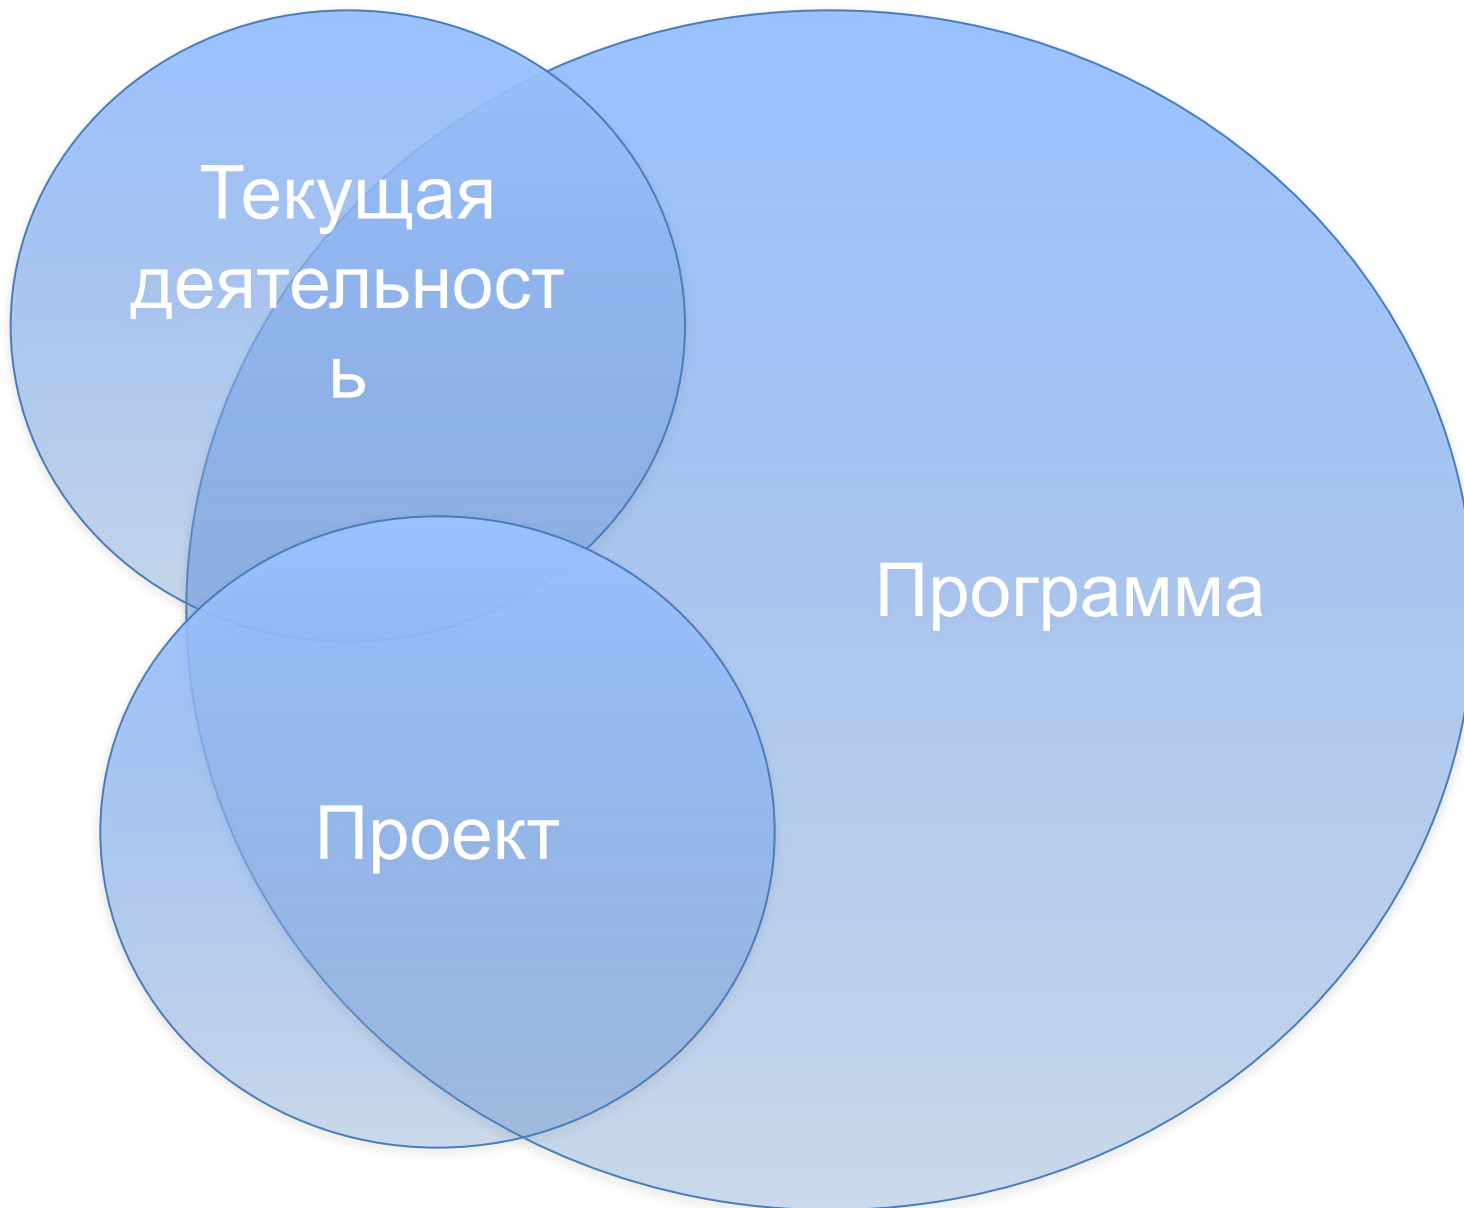 Текущая
деятельност
ь
Программа
Проект